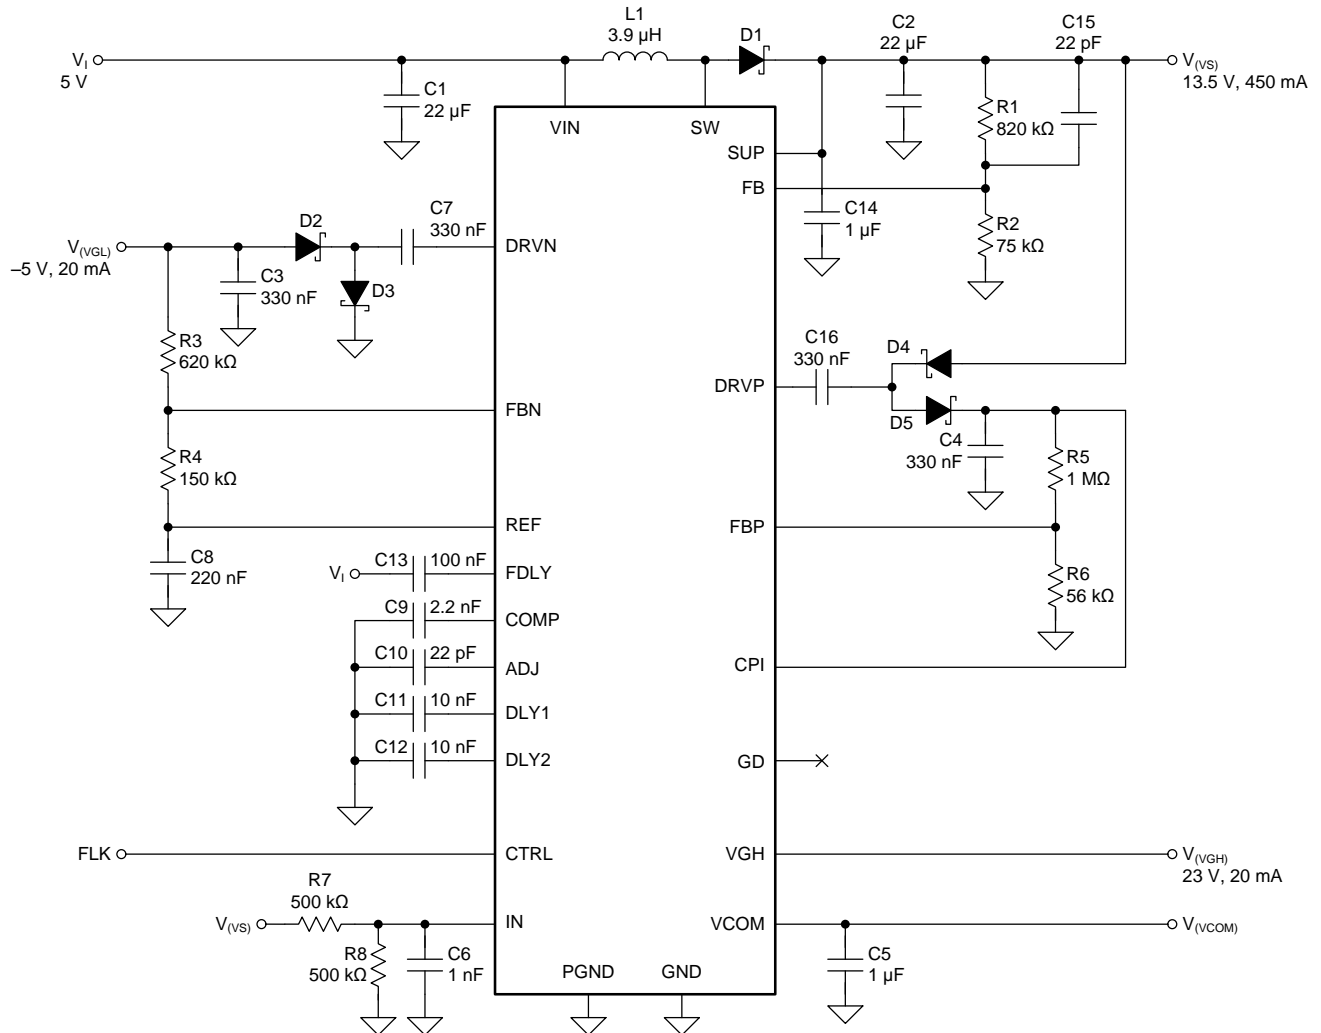 L1
3.9 µH
D1
C2
22 µF
C15
22 pF
V_I
5 V
C1
22 µF
V_(VS)
13.5 V, 450 mA
R1
820 kΩ
VIN
SW
SUP
FB
C14
1 µF
R2
75 kΩ
V_(VGL)
–5 V, 20 mA
D2
C7
330 nF
DRVN
C3
330 nF
D3
R3
620 kΩ
C16
330 nF
D4
DRVP
D5
C4
330 nF
R5
1 MΩ
FBN
R4
150 kΩ
REF
FBP
C8
220 nF
R6
56 kΩ
V_I
C13
100 nF
FDLY
C9
2.2 nF
COMP
C10
22 pF
ADJ
CPI
C11
10 nF
DLY1
C12
10 nF
DLY2
GD
FLK
CTRL
VGH
V_(VGH)
23 V, 20 mA
R7
500 kΩ
V_(VS)
IN
VCOM
V_(VCOM)
R8
500 kΩ
C6
1 nF
PGND
GND
C5
1 µF